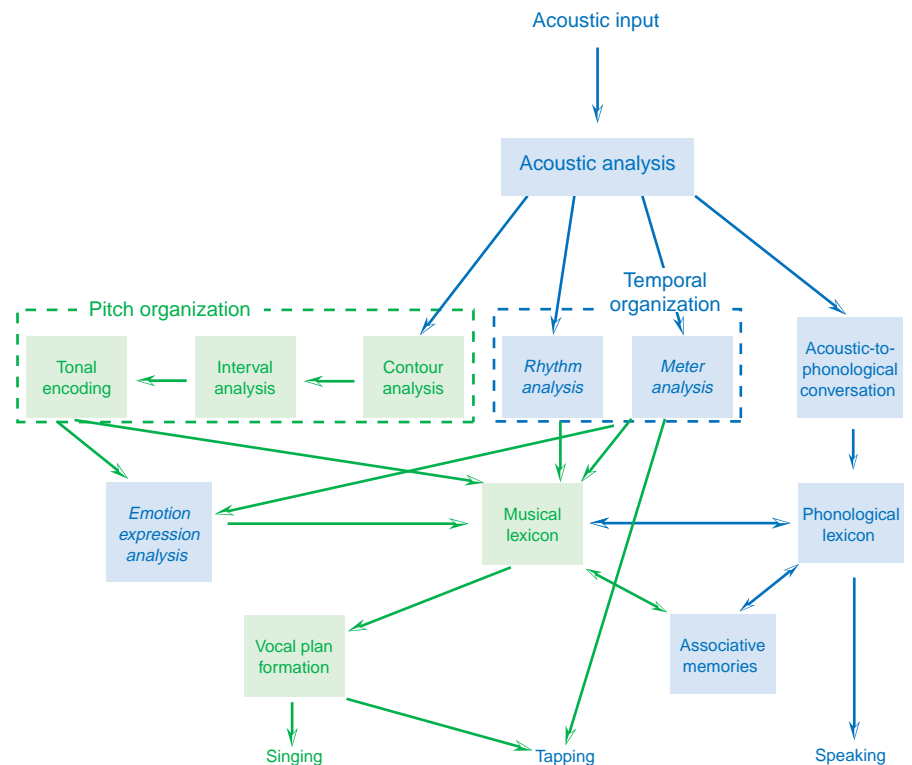 Acoustic input
Acoustic analysis
Temporal
organization
Pitch organization
Tonal
encoding
Interval
analysis
Contour
analysis
Rhythm
analysis
Meter
analysis
Acoustic-to-
phonological
conversation
Emotion
expression
analysis
Musical
lexicon
Phonological
lexicon
Vocal plan
formation
Associative
memories
Singing
Tapping
Speaking